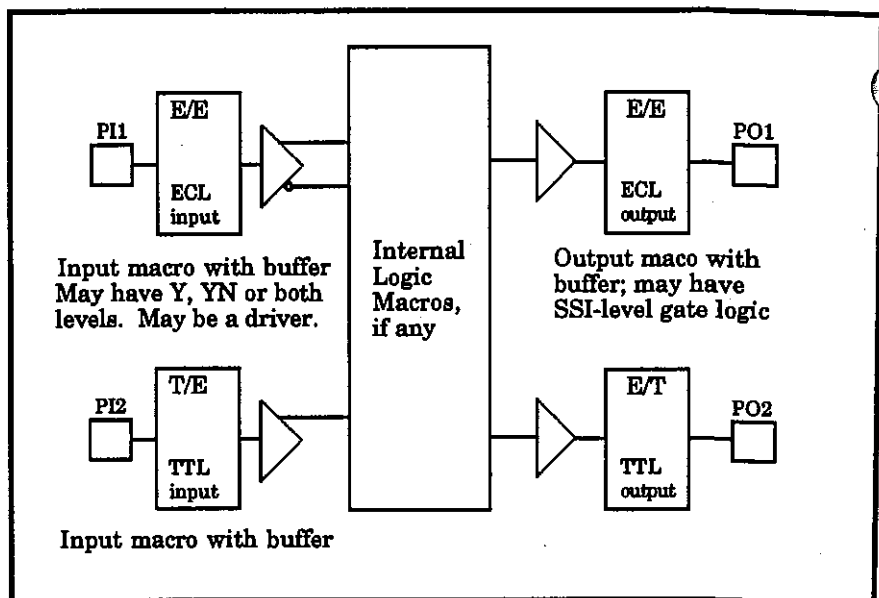 PI1
E/E
ECL
input
Input macro with buffer
May have Y, YN or both
levels. May be a driver.
PI2
T/E
TTL
input
Input macro with buffer
Internal
Logic
Macros,
if any
E/E
ECL
output
PO1
Output maco with
buffer; may have
SSI-level gate logic
E/T
TTL
output
PO2